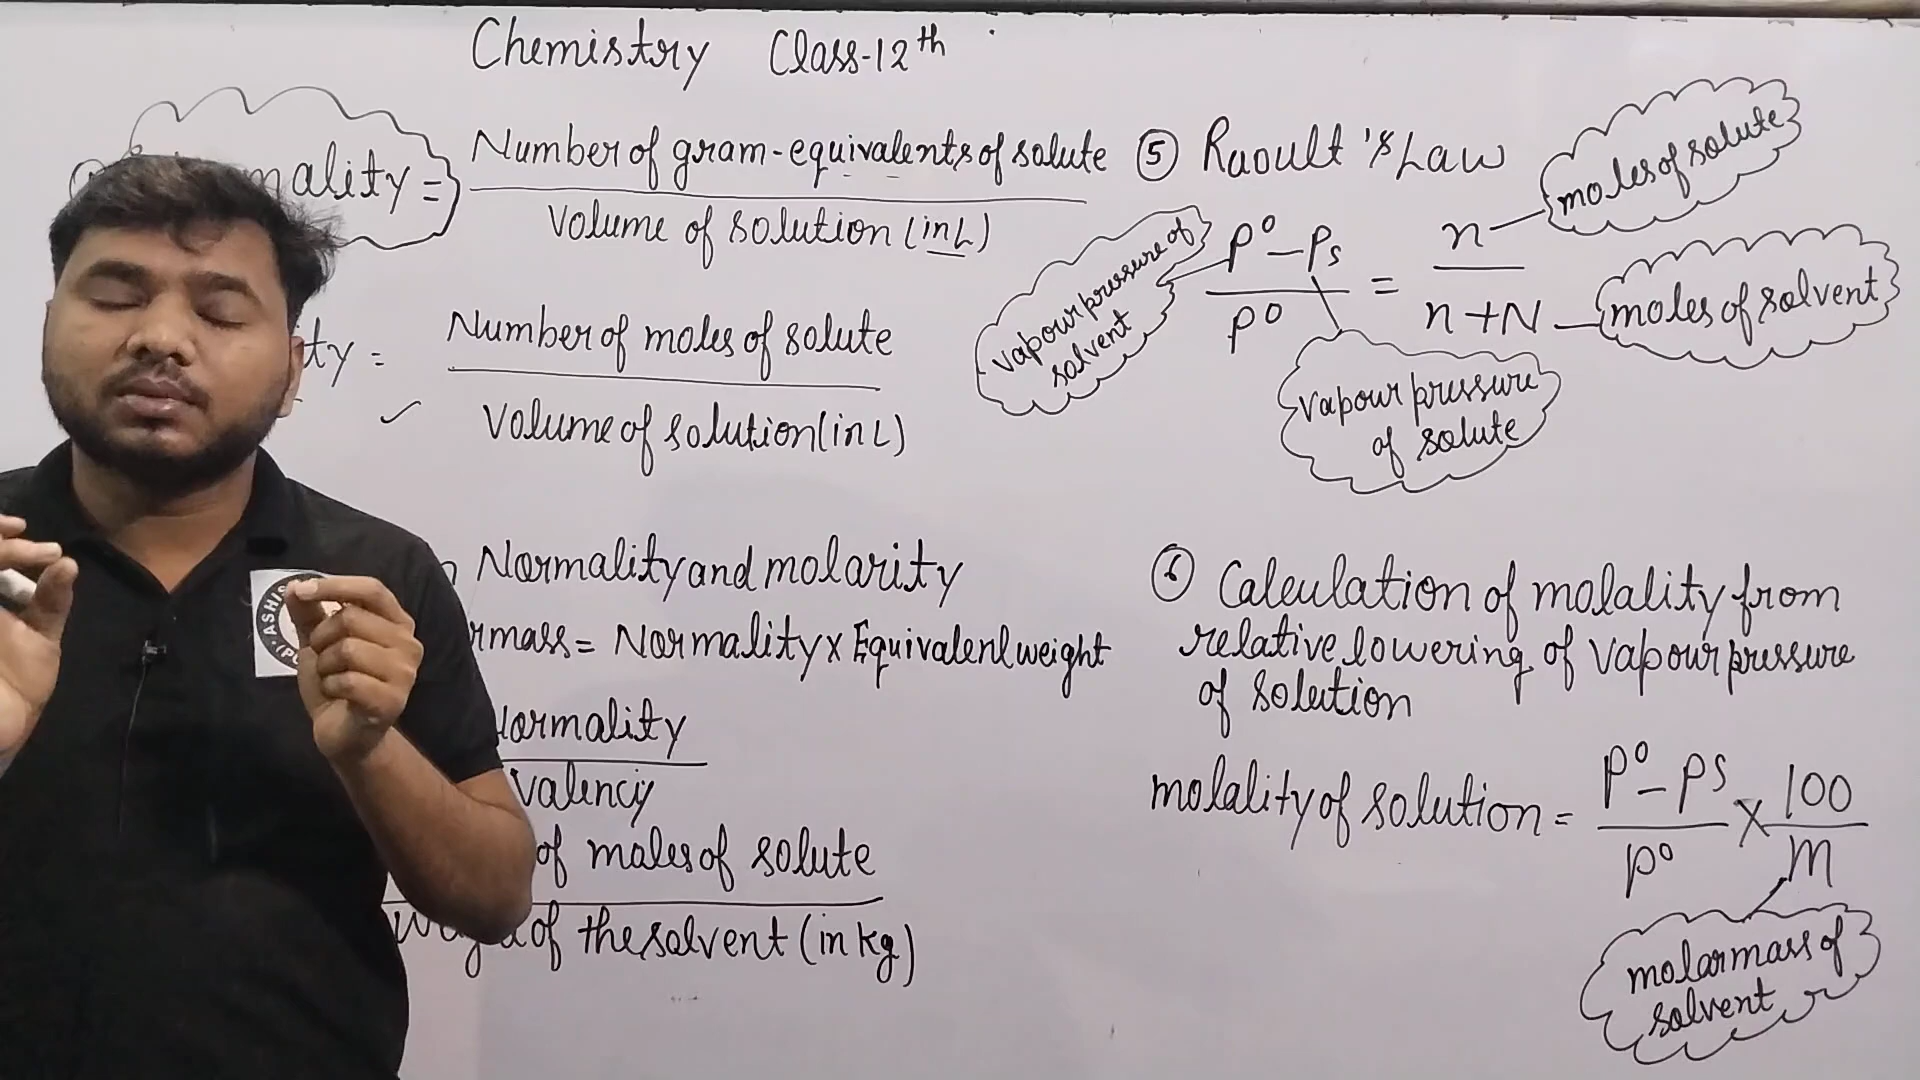 Chemistry Class-12th
mality =
Number of gram-equivalents of solute
Volume of solution (in L)
ty =
Number of moles of solute
Volume of solution (in L)
Normality and molarity
rmass = Normality x Equivalent weight
Normality
Valency
of moles of solute
of the solvent (in kg)
⑤ Raoult's Law
P° - Ps
P°
=
n
n + N
moles of solute
moles of solvent
vapour pressure of
solvent
vapour pressure
of solute
⑥ Calculation of molality from
relative lowering of vapour pressure
of solution
molality of solution = P° - Ps x 100
P° M
molar mass of
solvent
ASHI